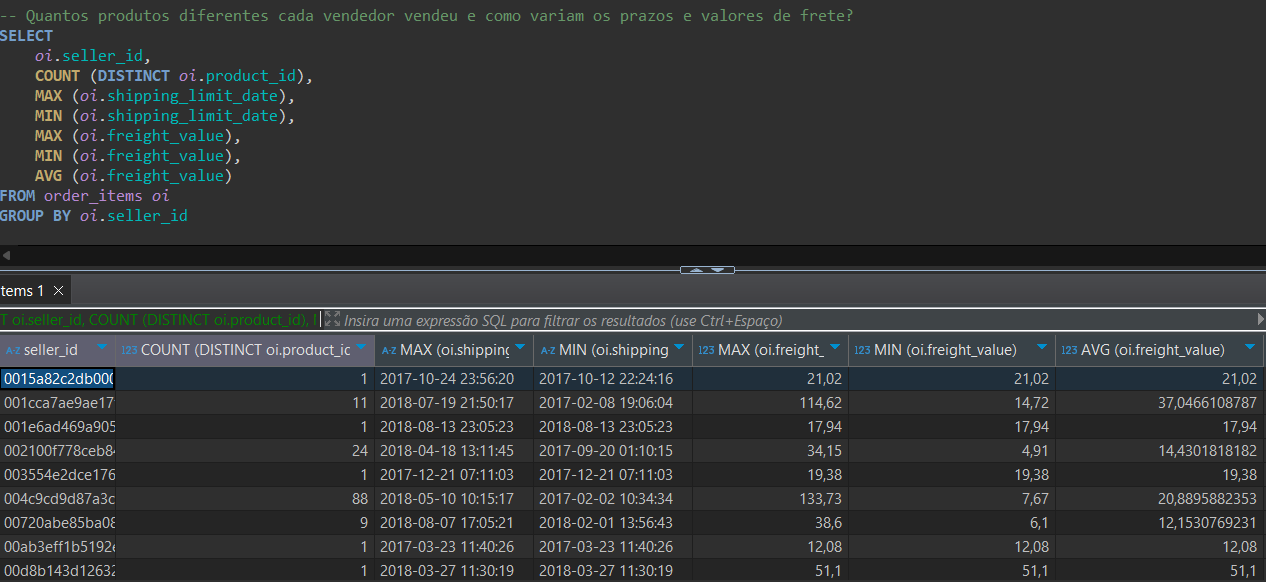 -- Quantos produtos diferentes cada vendedor vendeu e como variam os prazos e valores de frete?
SELECT
oi.seller_id,
COUNT (DISTINCT oi.product_id),
MAX (oi.shipping_limit_date),
MIN (oi.shipping_limit_date),
MAX (oi.freight_value),
MIN (oi.freight_value),
AVG (oi.freight_value)
FROM order_items oi
GROUP BY oi.seller_id
tems 1
T oi.seller_id, COUNT (DISTINCT oi.product_id), Insira uma expressão SQL para filtrar os resultados (use Ctrl+Espaço)
A-Z seller_id 123 COUNT (DISTINCT oi.product_ic A-Z MAX (oi.shipping A-Z MIN (oi.shipping 123 MAX (oi.freight_ 123 MIN (oi.freight_value) 123 AVG (oi.freight_value)
0015a82c2db000 1 2017-10-24 23:56:20 2017-10-12 22:24:16 21,02 21,02 21,02
001cca7ae9ae17 11 2018-07-19 21:50:17 2017-02-08 19:06:04 114,62 14,72 37,0466108787
001e6ad469a905 1 2018-08-13 23:05:23 2018-08-13 23:05:23 17,94 17,94 17,94
002100f778ceb84 24 2018-04-18 13:11:45 2017-09-20 01:10:15 34,15 4,91 14,4301818182
003554e2dce176 1 2017-12-21 07:11:03 2017-12-21 07:11:03 19,38 19,38 19,38
004c9cd9d87a3c 88 2018-05-10 10:15:17 2017-02-02 10:34:34 133,73 7,67 20,8895882353
00720abe85ba08 9 2018-08-07 17:05:21 2018-02-01 13:56:43 38,6 6,1 12,1530769231
00ab3eff1b5192e 1 2017-03-23 11:40:26 2017-03-23 11:40:26 12,08 12,08 12,08
00d8b143d12632 1 2018-03-27 11:30:19 2018-03-27 11:30:19 51,1 51,1 51,1